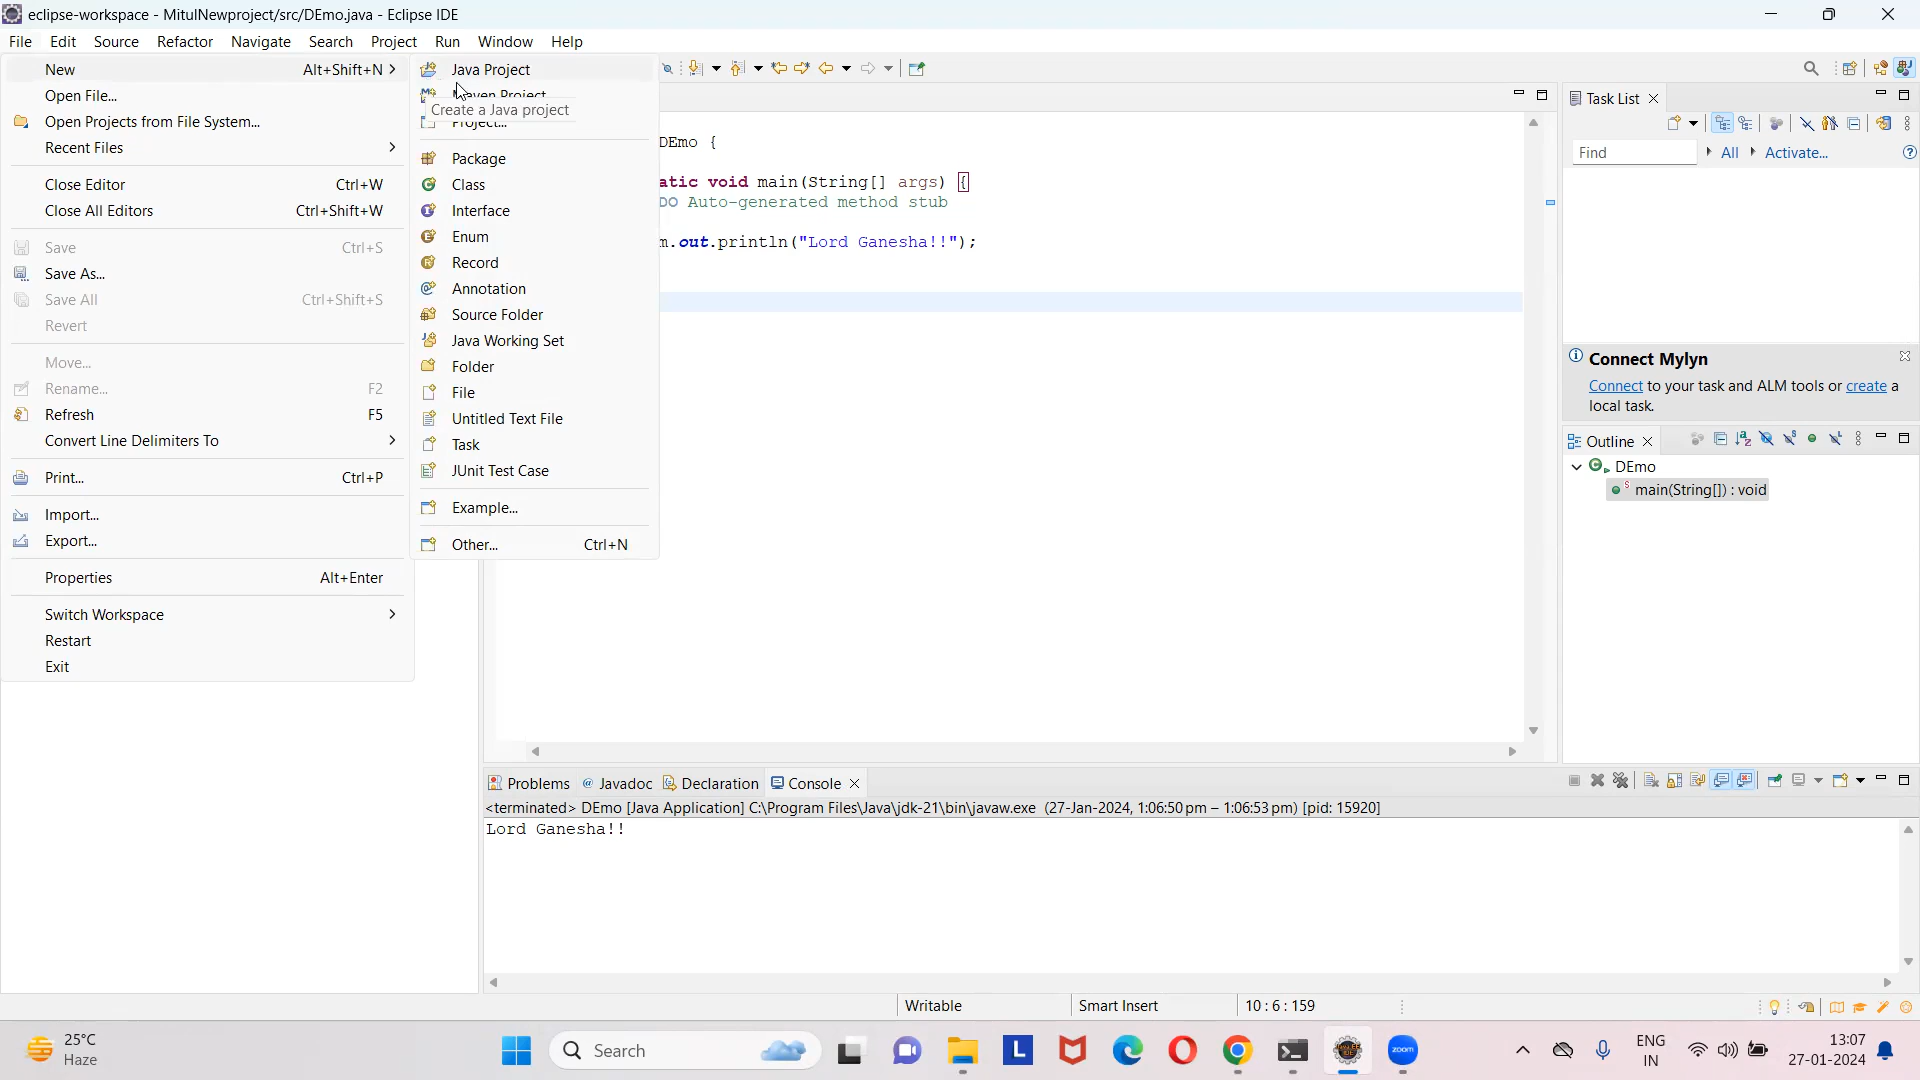 eclipse-workspace - MitulNewproject/src/DEmo.java - Eclipse IDE
File Edit Source Refactor Navigate Search Project Run Window Help
New Alt+Shift+N >
Open File...
Open Projects from File System...
Recent Files >
Close Editor Ctrl+W
Close All Editors Ctrl+Shift+W
Save Ctrl+S
Save As...
Save All Ctrl+Shift+S
Revert
Move...
Rename... F2
Refresh F5
Convert Line Delimiters To >
Print... Ctrl+P
Import...
Export...
Properties Alt+Enter
Switch Workspace >
Restart
Exit
Java Project
Maven Project
Create a Java project
Project...
Package
Class
Interface
Enum
Record
Annotation
Source Folder
Java Working Set
Folder
File
Untitled Text File
Task
JUnit Test Case
Example...
Other... Ctrl+N
DEmo {
atic void main(String[] args) {
DO Auto-generated method stub
m.out.println("Lord Ganesha!!");
Task List
Find All Activate...
Connect Mylyn
Connect to your task and ALM tools or create a
local task.
Outline
DEmo
main(String[]) : void
Problems Javadoc Declaration Console
<terminated> DEmo [Java Application] C:\Program Files\Java\jdk-21\bin\javaw.exe (27-Jan-2024, 1:06:50 pm – 1:06:53 pm) [pid: 15920]
Lord Ganesha!!
Writable Smart Insert 10 : 6 : 159
25°C
Haze
Search
zoom
ENG
IN
13:07
27-01-2024